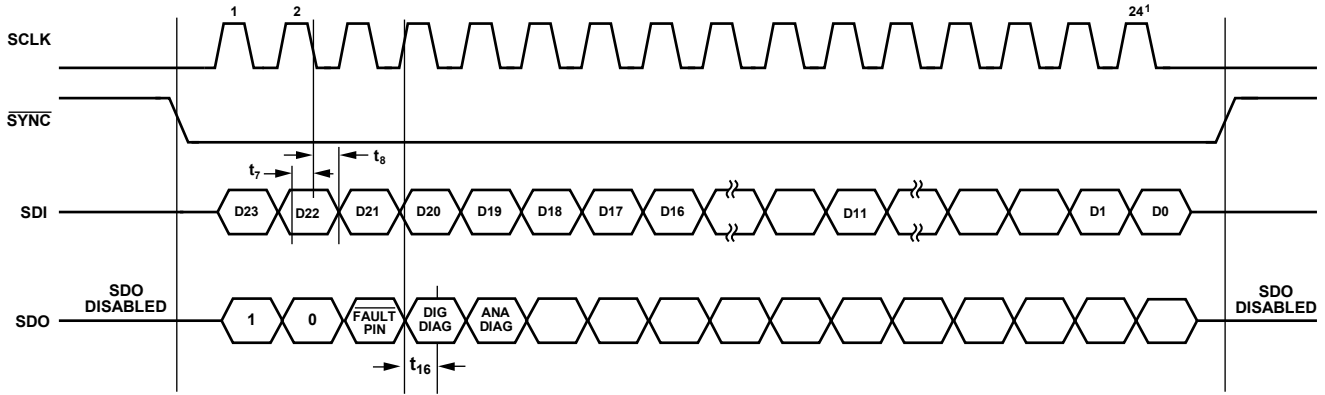 1 2 24¹
SCLK
SYNC
t₇ t₈
SDI D23 D22 D21 D20 D19 D18 D17 D16 D11 D1 D0
SDO
DISABLED
SDO
DISABLED
SDO 1 0 FAULT
PIN DIG
DIAG ANA
DIAG
t₁₆